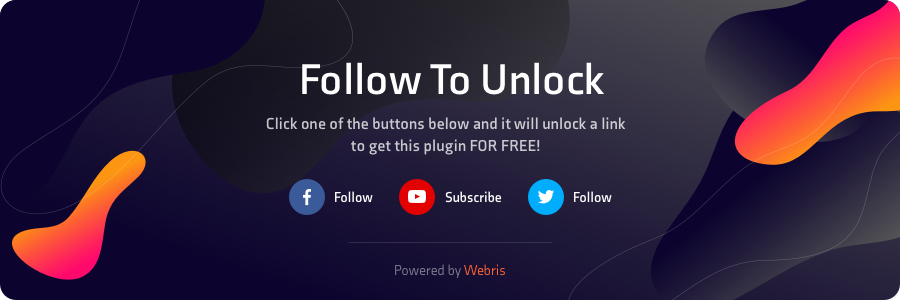 Follow To Unlock
Click one of the buttons below and it will unlock a link
to get this plugin FOR FREE!
Follow Subscribe Follow
Powered by Webris